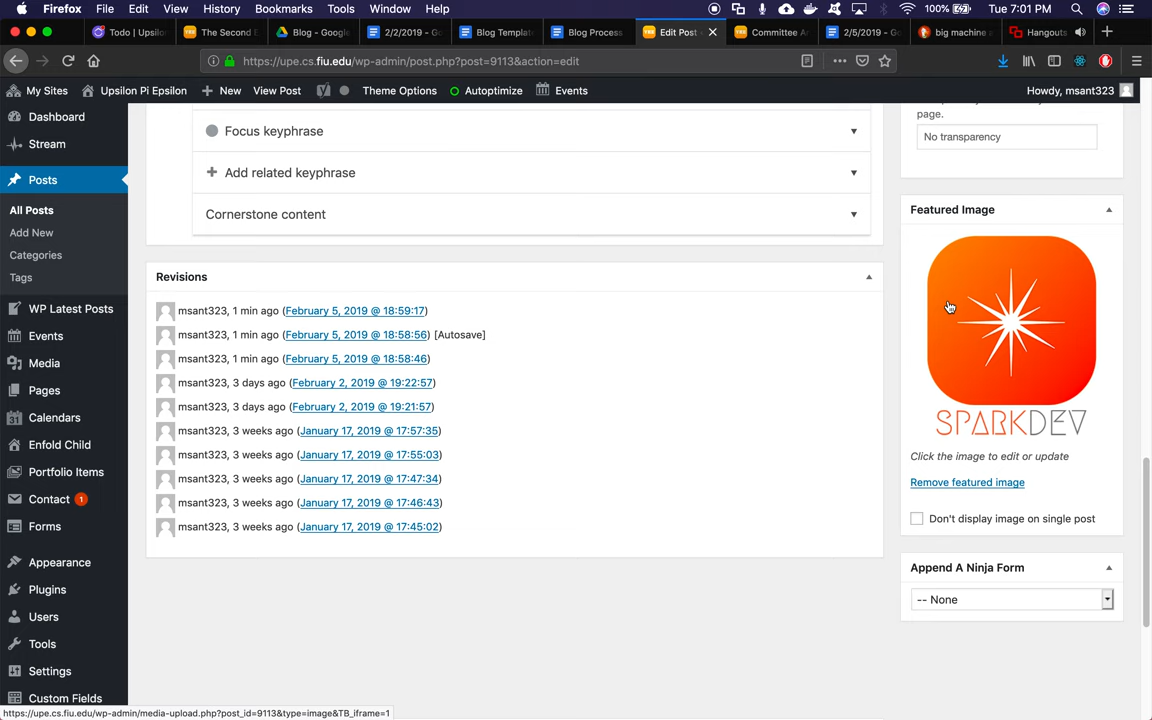 Firefox File Edit View History Bookmarks Tools Window Help 100% Tue 7:01 PM
Todo | Upsilon
The Second E
Blog - Google
2/2/2019 - Go
Blog Template
Blog Process
Edit Post
Committee Ar
2/5/2019 - Go
big machine a
Hangouts
https://upe.cs.fiu.edu/wp-admin/post.php?post=9113&action=edit
My Sites Upsilon Pi Epsilon New View Post Theme Options Autoptimize Events Howdy, msant323
Dashboard
Stream
Posts
All Posts
Add New
Categories
Tags
WP Latest Posts
Events
Media
Pages
Calendars
Enfold Child
Portfolio Items
Contact 1
Forms
Appearance
Plugins
Users
Tools
Settings
Custom Fields
Focus keyphrase
Add related keyphrase
Cornerstone content
Revisions
msant323, 1 min ago (February 5, 2019 @ 18:59:17)
msant323, 1 min ago (February 5, 2019 @ 18:58:56) [Autosave]
msant323, 1 min ago (February 5, 2019 @ 18:58:46)
msant323, 3 days ago (February 2, 2019 @ 19:22:57)
msant323, 3 days ago (February 2, 2019 @ 19:21:57)
msant323, 3 weeks ago (January 17, 2019 @ 17:57:35)
msant323, 3 weeks ago (January 17, 2019 @ 17:55:03)
msant323, 3 weeks ago (January 17, 2019 @ 17:47:34)
msant323, 3 weeks ago (January 17, 2019 @ 17:46:43)
msant323, 3 weeks ago (January 17, 2019 @ 17:45:02)
page.
No transparency
Featured Image
SPARKDEV
Click the image to edit or update
Remove featured image
Don't display image on single post
Append A Ninja Form
-- None
https://upe.cs.fiu.edu/wp-admin/media-upload.php?post_id=9113&type=image&TB_iframe=1